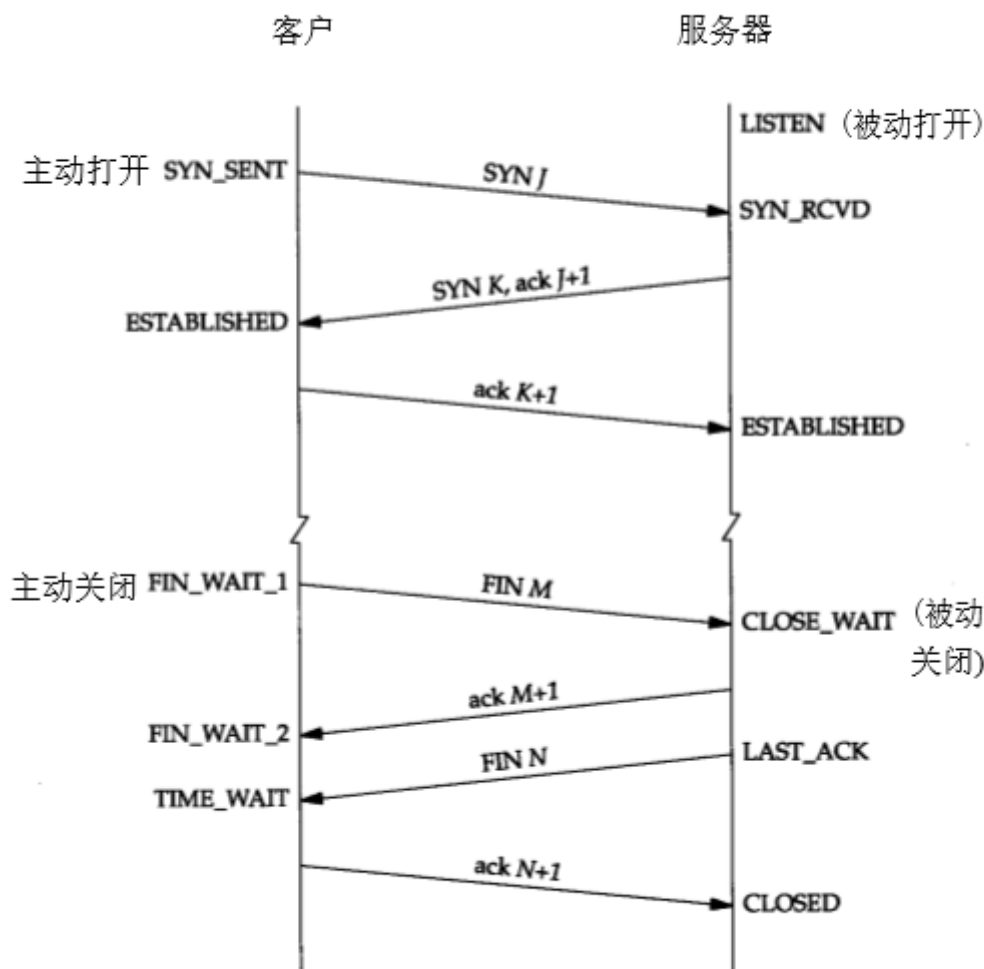 客户 服务器
LISTEN (被动打开)
主动打开 SYN_SENT
SYN J
SYN_RCVD
SYN K, ack J+1
ESTABLISHED
ack K+1
ESTABLISHED
主动关闭 FIN_WAIT_1
FIN M
CLOSE_WAIT (被动
关闭)
ack M+1
FIN_WAIT_2
FIN N
LAST_ACK
TIME_WAIT
ack N+1
CLOSED